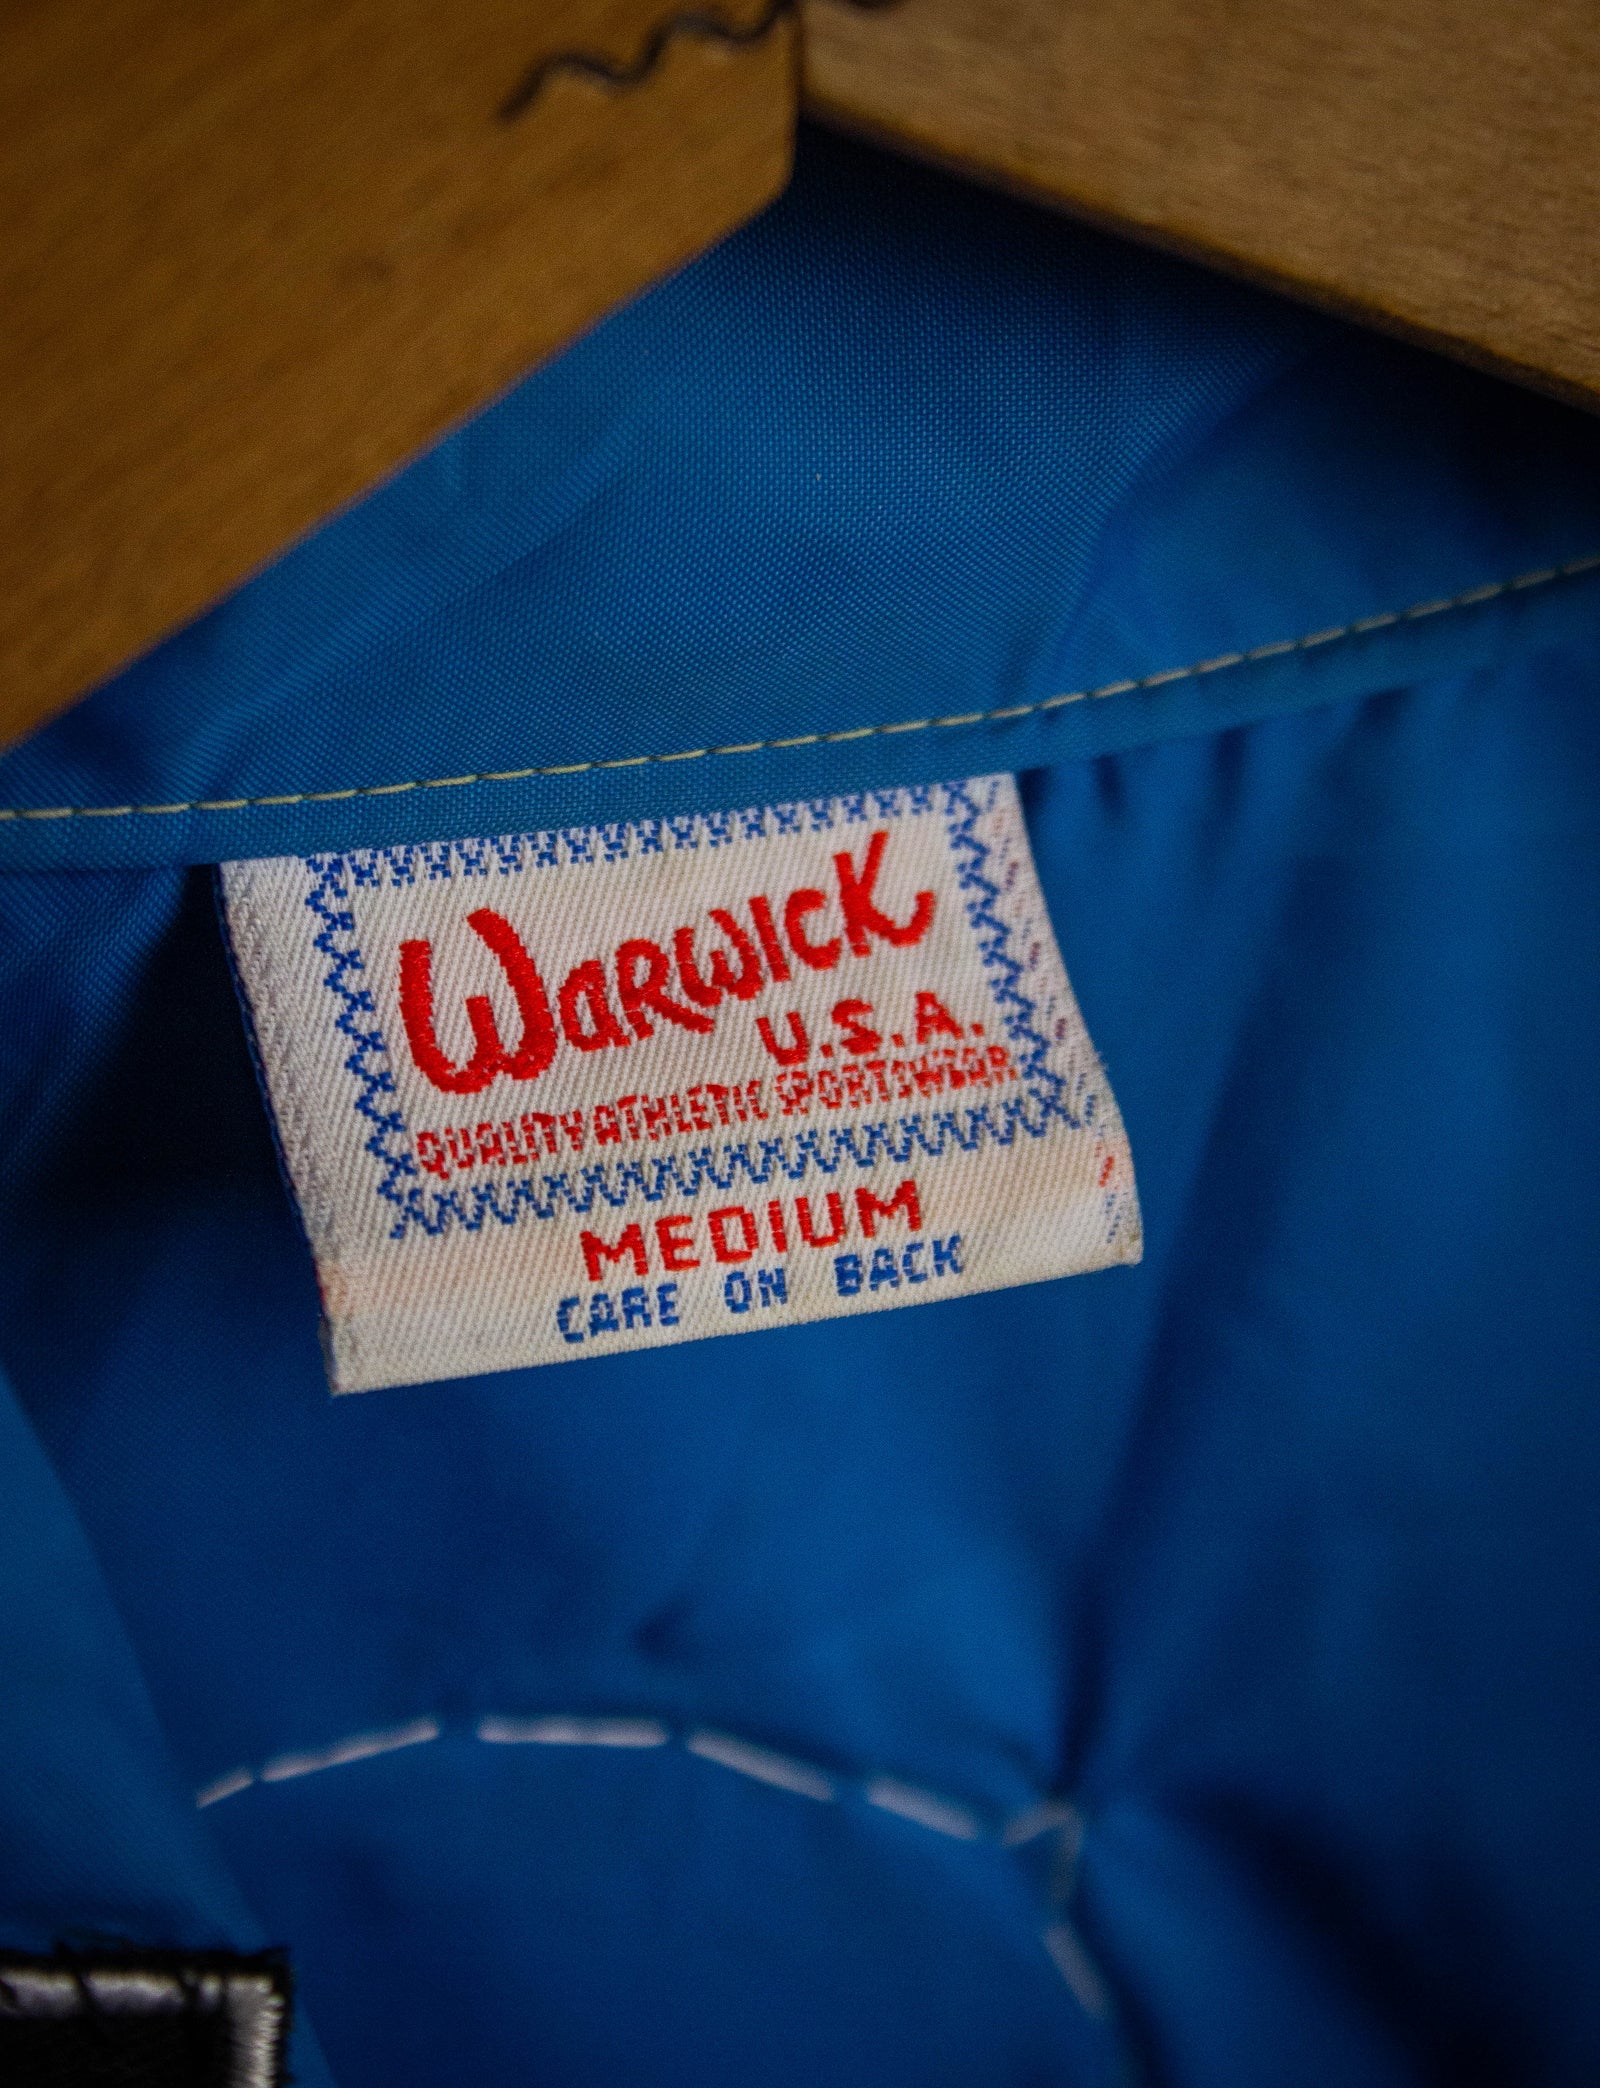 WaRWICK
U.S.A.
QUALITY ATHLETIC SPORTSWEAR
MEDIUM
CARE ON BACK